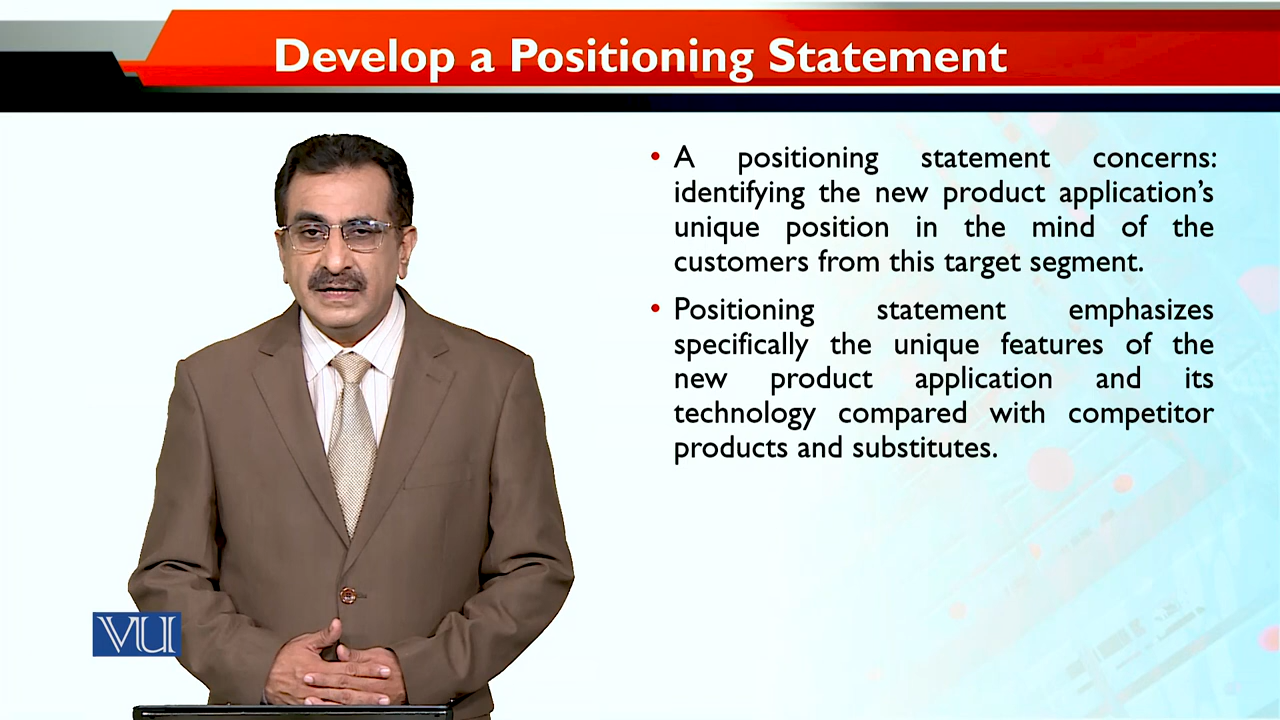 Develop a Positioning Statement
• A positioning statement concerns:
identifying the new product application’s
unique position in the mind of the
customers from this target segment.
• Positioning statement emphasizes
specifically the unique features of the
new product application and its
technology compared with competitor
products and substitutes.
VU